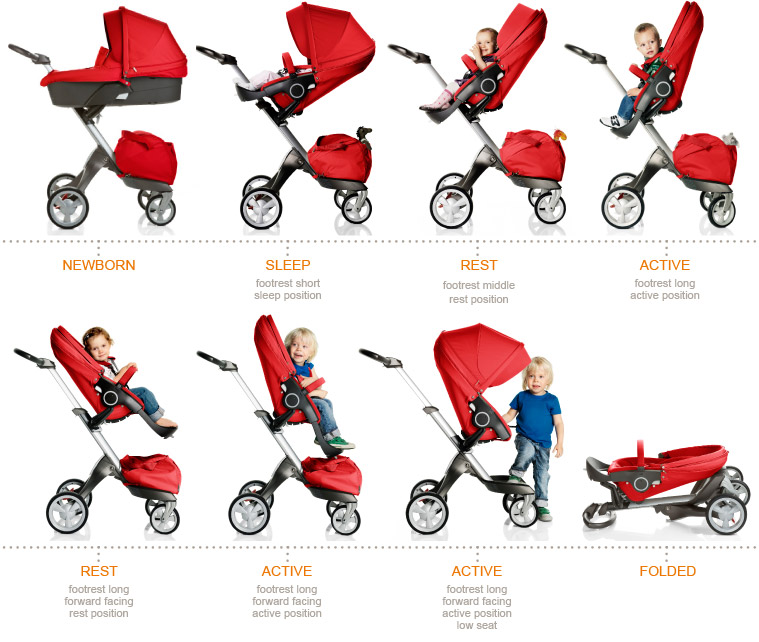 NEWBORN
SLEEP
footrest short
sleep position
REST
footrest middle
rest position
ACTIVE
footrest long
active position
REST
footrest long
forward facing
rest position
ACTIVE
footrest long
forward facing
active position
ACTIVE
footrest long
forward facing
active position
low seat
FOLDED